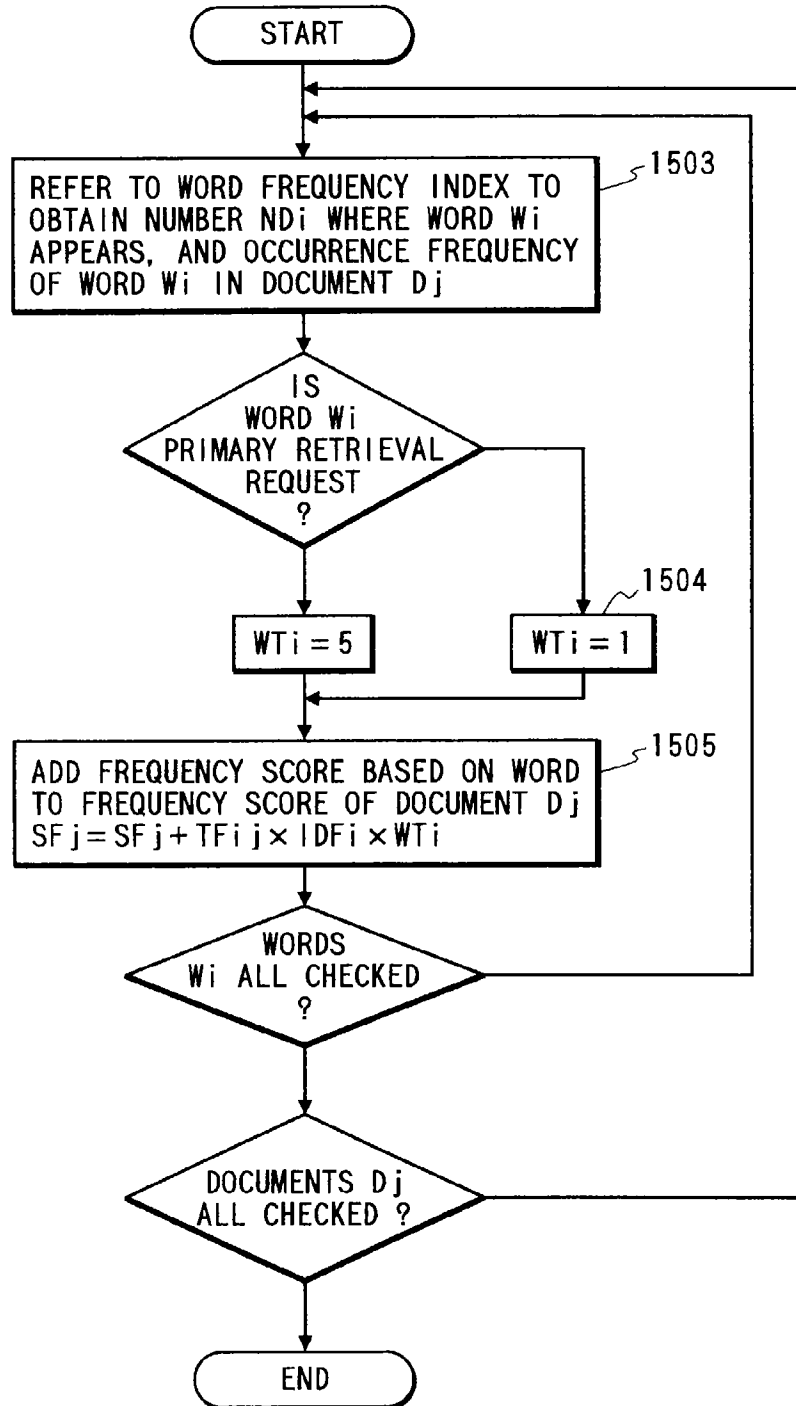 START
REFER TO WORD FREQUENCY INDEX TO
OBTAIN NUMBER NDi WHERE WORD Wi
APPEARS, AND OCCURRENCE FREQUENCY
OF WORD Wi IN DOCUMENT Dj
1503
IS
WORD Wi
PRIMARY RETRIEVAL
REQUEST
?
1504
WTi = 5
WTi = 1
1505
ADD FREQUENCY SCORE BASED ON WORD
TO FREQUENCY SCORE OF DOCUMENT Dj
SFj=SFj+TFij×IDFi×WTi
WORDS
Wi ALL CHECKED
?
DOCUMENTS Dj
ALL CHECKED ?
END